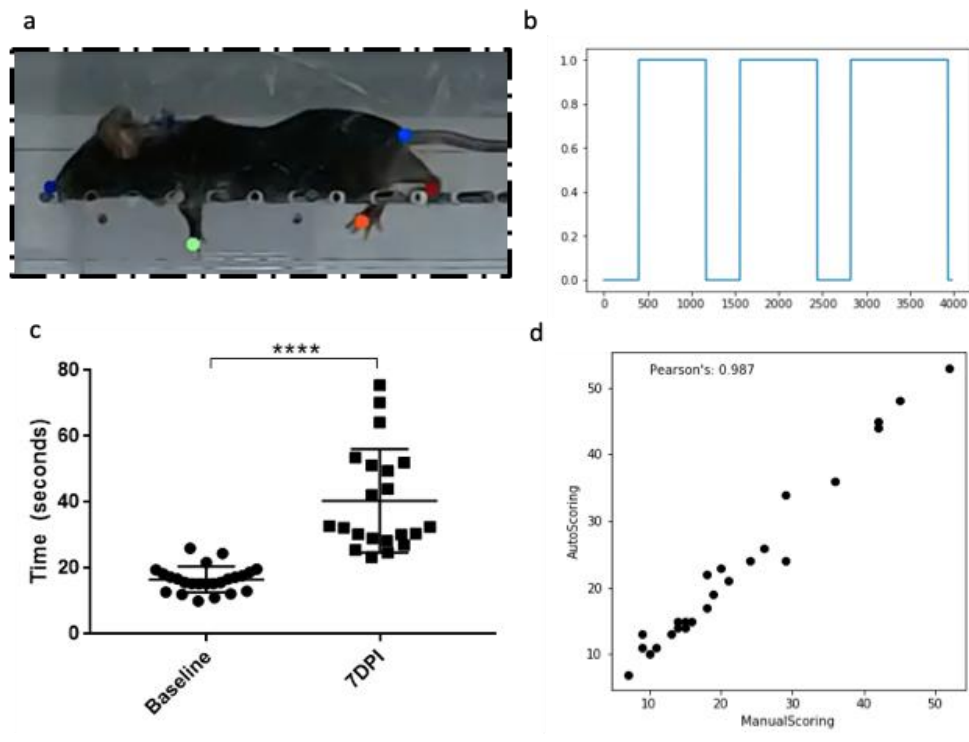 a
b
1.0
0.8
0.6
0.4
0.2
0.0
0 500 1000 1500 2000 2500 3000 3500 4000
c
****
80
60
40
20
0
Time (seconds)
Baseline
7DPI
d
Pearson's: 0.987
50
40
30
20
10
AutoScoring
10 20 30 40 50
ManualScoring